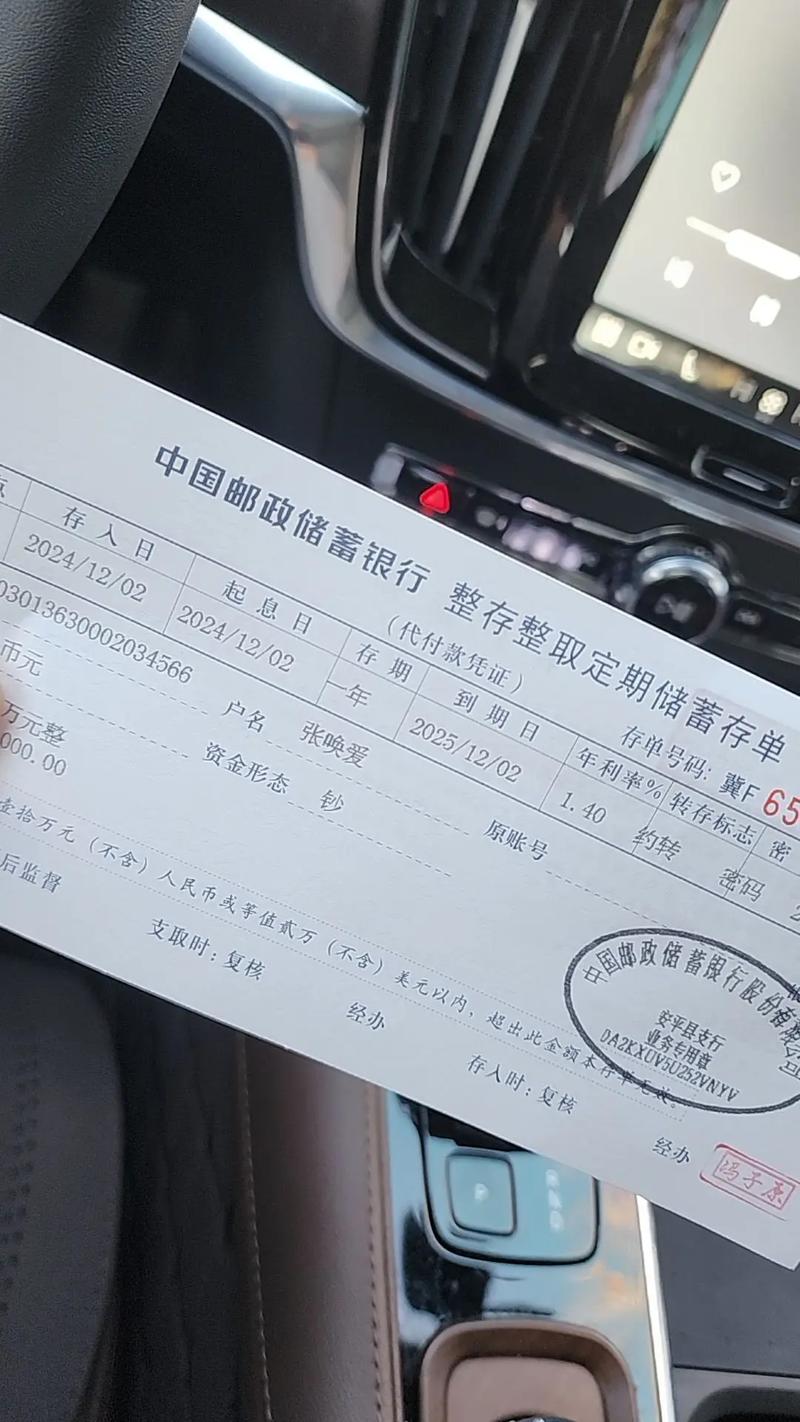 中国邮政储蓄银行 整存整取定期储蓄存单
(代付款凭证)
存单号码: 冀F 65
存入日 起息日 存期 到期日 年利率% 转存标志 密
2024/12/02 2024/12/02 一年 2025/12/02 1.40 约转 密码 2
03013630002034566 户名 张唤爱 原账号
币元 资金形态 钞
万元整
000.00
壹拾万元（不含）人民币或等值贰万（不含）美元以内，超出此金额本存单无效。
后监督 支取时: 复核 经办 存入时: 复核 经办
中国邮政储蓄银行股份有限公司
安平县支行
业务专用章
DA2KXUV5U252VNYV
冯子原